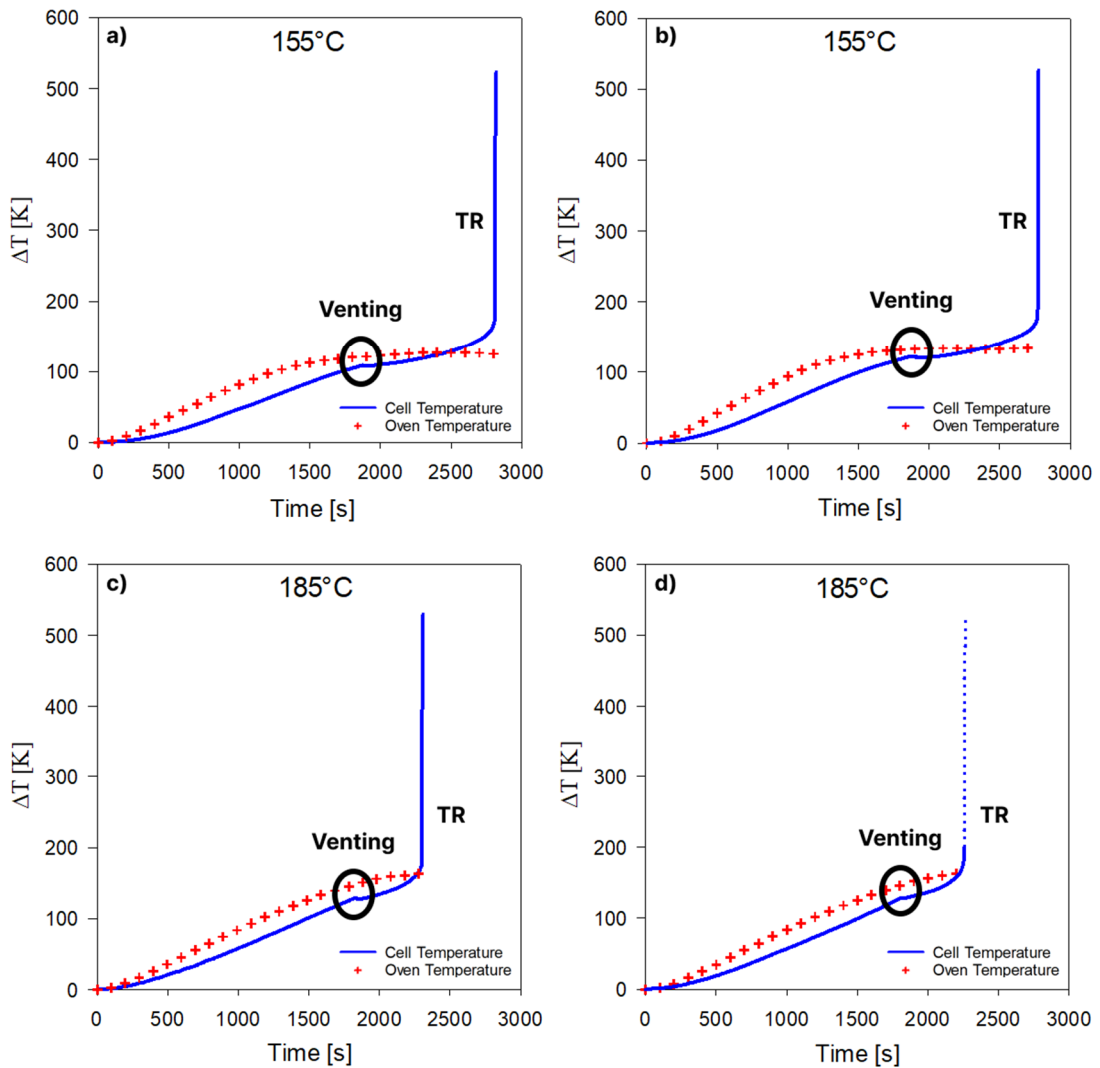 a)
155°C
600
500
400
300
200
100
0
ΔT [K]
TR
Venting
Cell Temperature
Oven Temperature
0 500 1000 1500 2000 2500 3000
Time [s]
b)
155°C
600
500
400
300
200
100
0
ΔT [K]
TR
Venting
Cell Temperature
Oven Temperature
0 500 1000 1500 2000 2500 3000
Time [s]
c)
185°C
600
500
400
300
200
100
0
ΔT [K]
TR
Venting
Cell Temperature
Oven Temperature
0 500 1000 1500 2000 2500 3000
Time [s]
d)
185°C
600
500
400
300
200
100
0
ΔT [K]
TR
Venting
Cell Temperature
Oven Temperature
0 500 1000 1500 2000 2500 3000
Time [s]